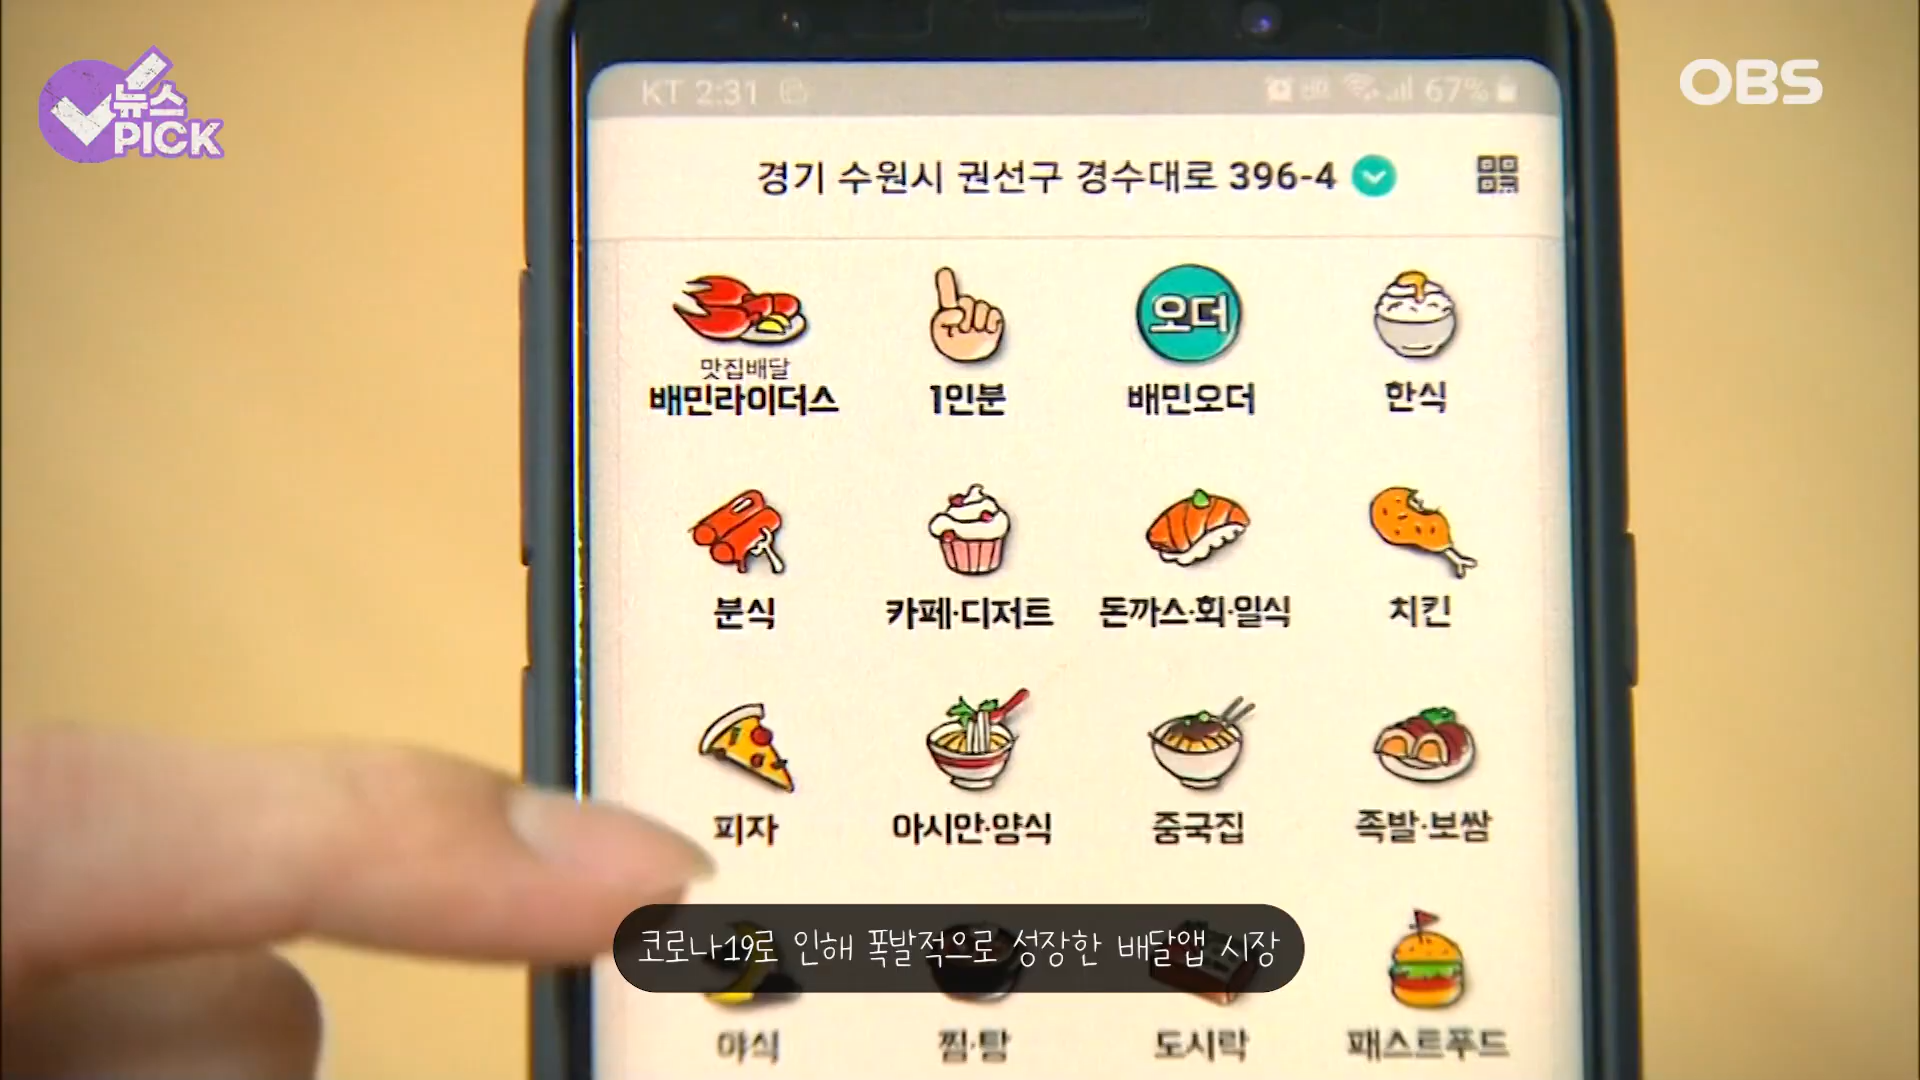 뉴스
PICK
OBS
KT 2:31
67%
경기 수원시 권선구 경수대로 396-4
맛집배달
배민라이더스
1인분
오더
배민오더
한식
분식
카페·디저트
돈까스·회·일식
치킨
피자
아시안·양식
중국집
족발·보쌈
코로나19로 인해 폭발적으로 성장한 배달앱 시장
야식
찜·탕
도시락
패스트푸드